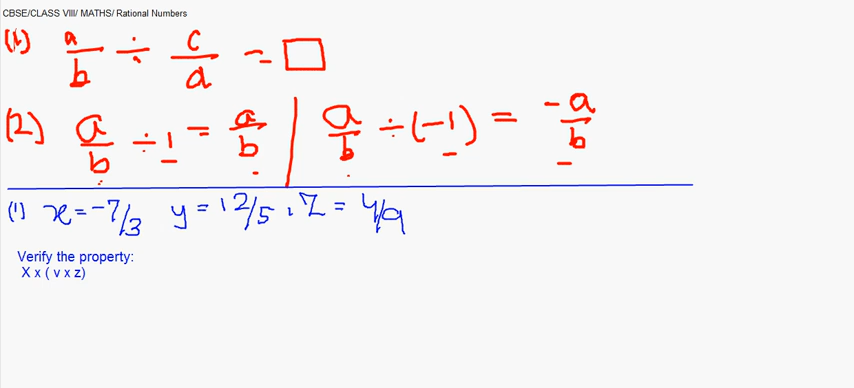 CBSE/CLASS VIII/ MATHS/ Rational Numbers
(1) a/b ÷ c/d = □
(2) a/b ÷ 1 = a/b | a/b ÷ (-1) = -a/b
(1) x = -7/3 y = 12/5, Z = 4/9
Verify the property:
X x ( v x z)